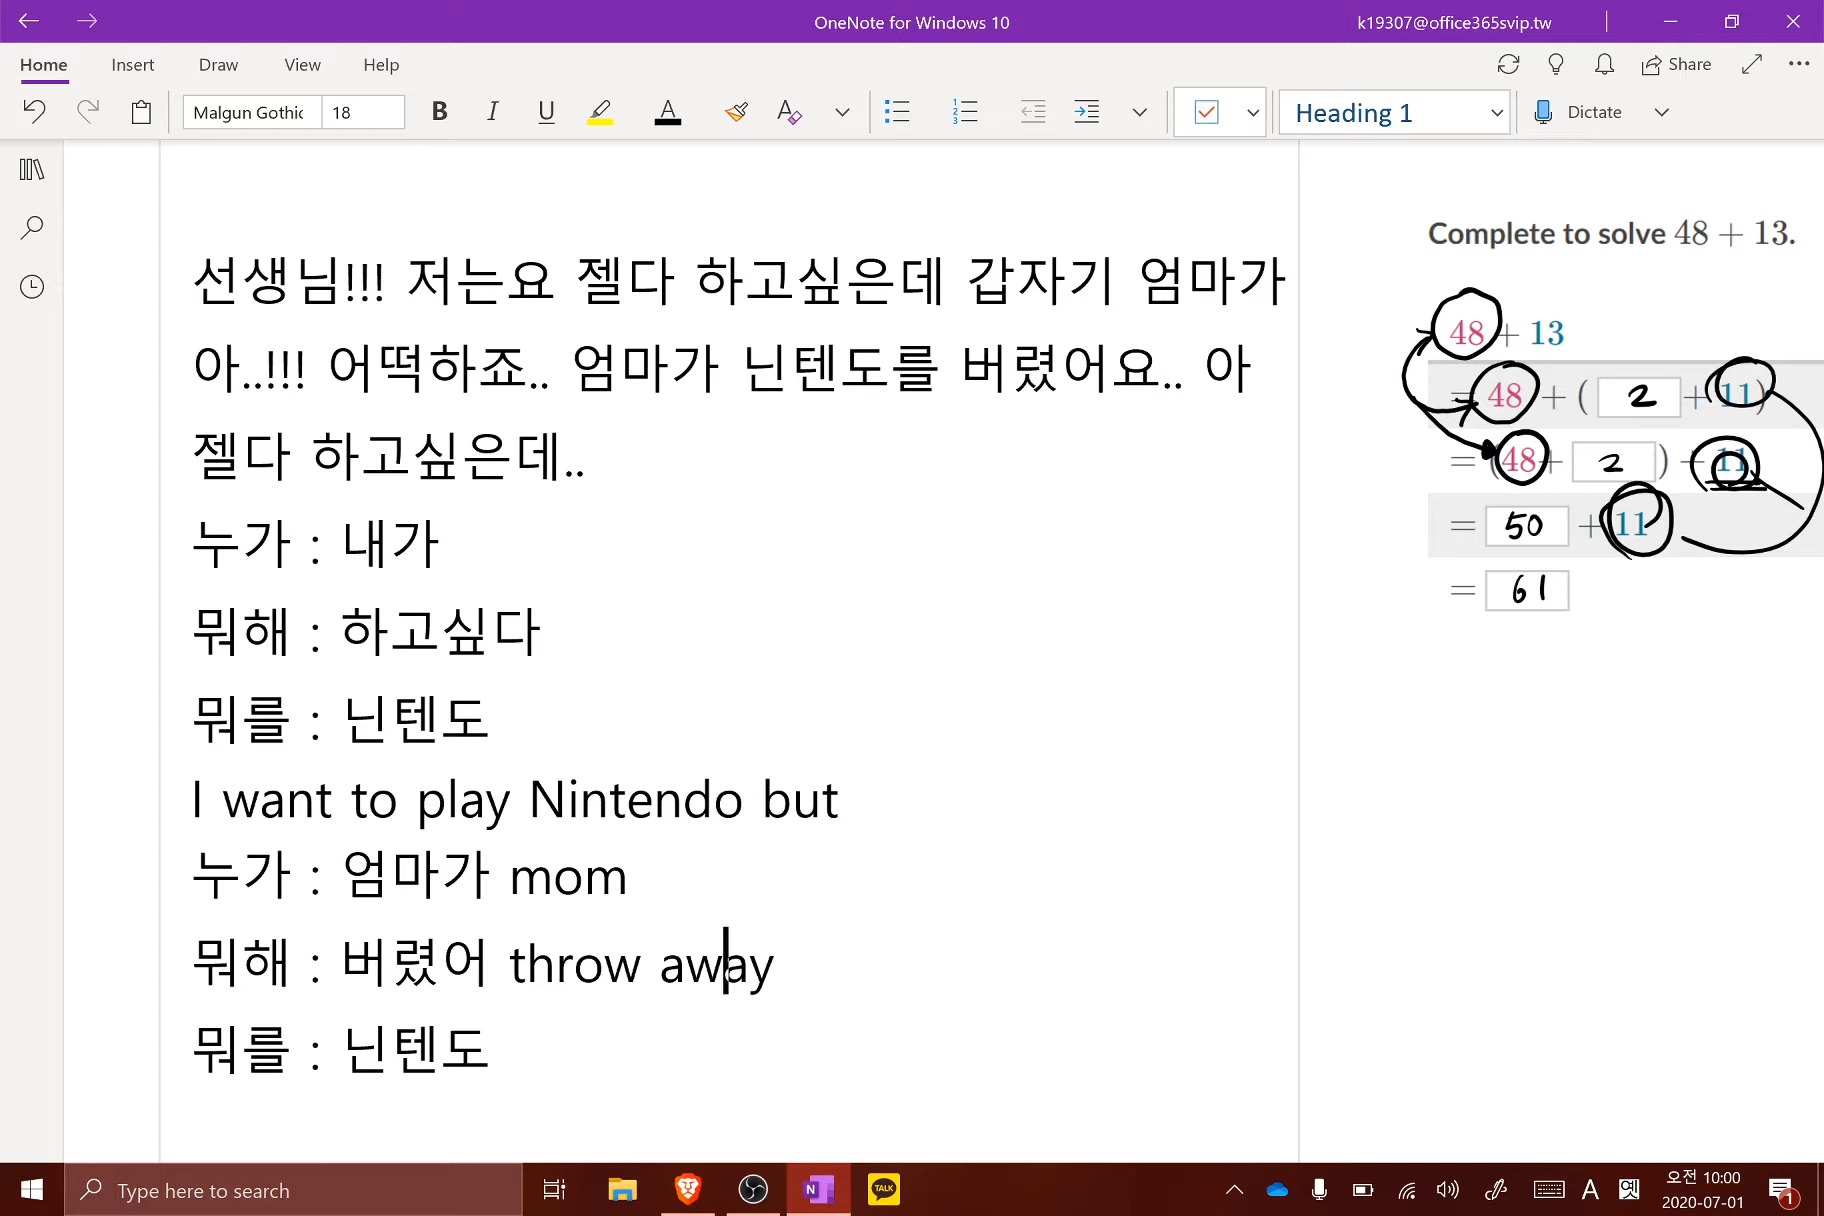 OneNote for Windows 10
k19307@office365svip.tw
Home Insert Draw View Help
Share
Malgun Gothic 18
B I U A A
Heading 1
Dictate
선생님!!! 저는요 젤다 하고싶은데 갑자기 엄마가
아..!!! 어떡하죠.. 엄마가 닌텐도를 버렸어요.. 아
젤다 하고싶은데..
누가 : 내가
뭐해 : 하고싶다
뭐를 : 닌텐도
I want to play Nintendo but
누가 : 엄마가 mom
뭐해 : 버렸어 throw away
뭐를 : 닌텐도
Complete to solve 48 + 13.
48 + 13
= 48 + ( 2 + 11)
= (48 + 2 ) + 11
= 50 + 11
= 61
Type here to search
N
TALK
A
옛
오전 10:00
2020-07-01
1